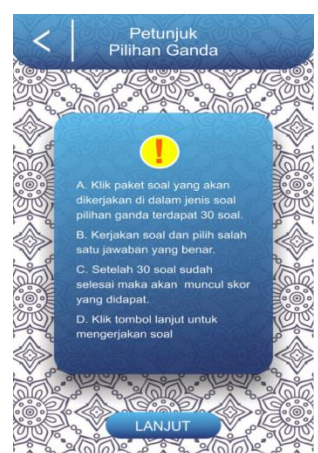 Petunjuk
Pilihan Ganda
A. Klik paket soal yang akan
dikerjakan di dalam jenis soal
pilihan ganda terdapat 30 soal.
B. Kerjakan soal dan pilih salah
satu jawaban yang benar.
C. Setelah 30 soal sudah
selesai maka akan muncul skor
yang didapat.
D. Klik tombol lanjut untuk
mengerjakan soal
LANJUT